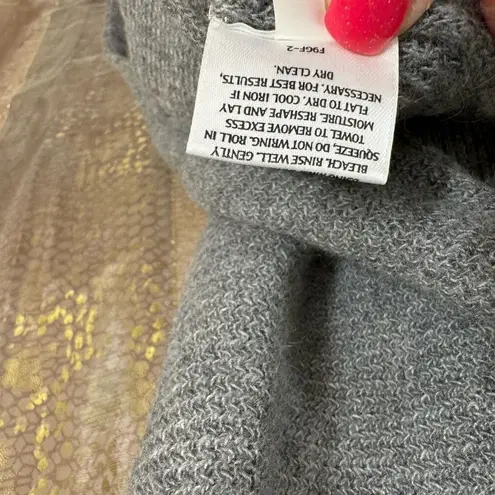 BLEACH. RINSE WELL. GENTLY
SQUEEZE, DO NOT WRING. ROLL IN
TOWEL TO REMOVE EXCESS
MOISTURE. RESHAPE AND LAY
FLAT TO DRY. COOL IRON IF
NECESSARY. FOR BEST RESULTS,
DRY CLEAN.
F9GF-2